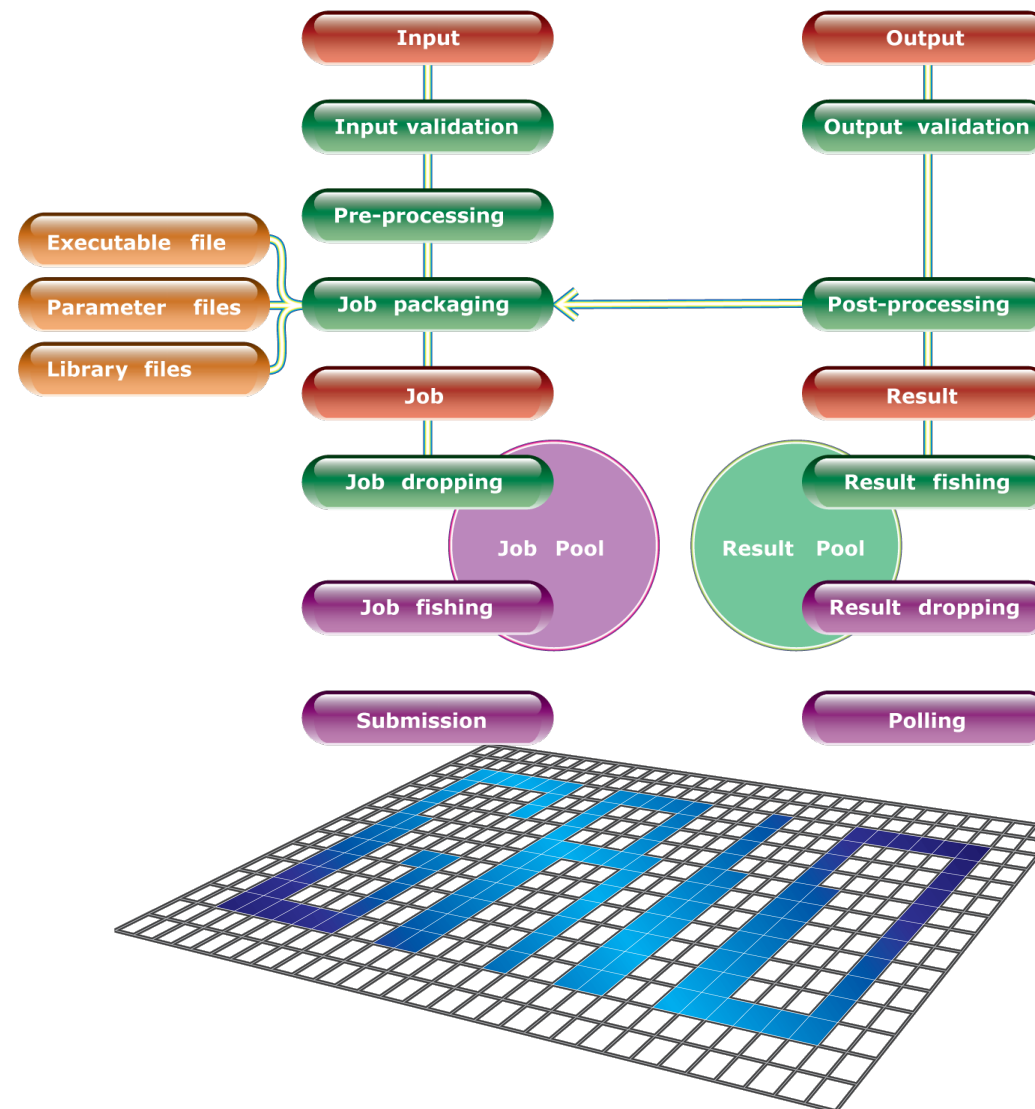 Input
Output
Input validation
Output validation
Pre-processing
Executable file
Parameter files
Library files
Job packaging
Post-processing
Job
Result
Job dropping
Result fishing
Job Pool
Result Pool
Job fishing
Result dropping
Submission
Polling
GRID